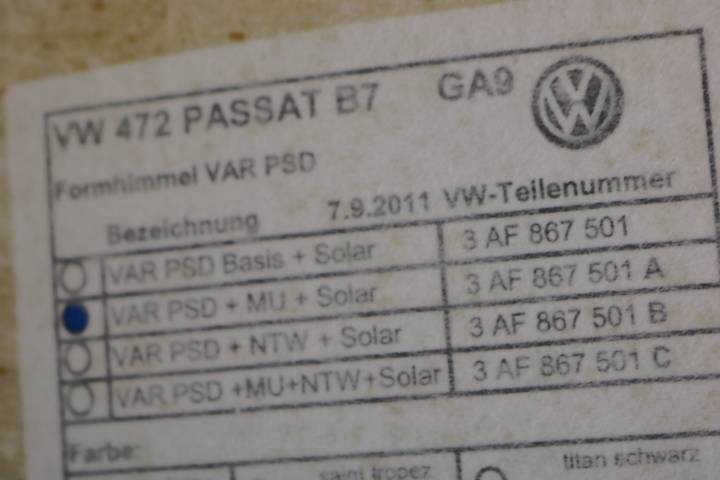 VW 472 PASSAT B7 GA9
Formhimmel VAR PSD
Bezeichnung 7.9.2011 VW-Teilenummer
VAR PSD Basis + Solar 3 AF 867 501
VAR PSD + MU + Solar 3 AF 867 501 A
VAR PSD + NTW + Solar 3 AF 867 501 B
VAR PSD +MU+NTW+Solar 3 AF 867 501 C
Farbe:
saint tropez titan schwarz